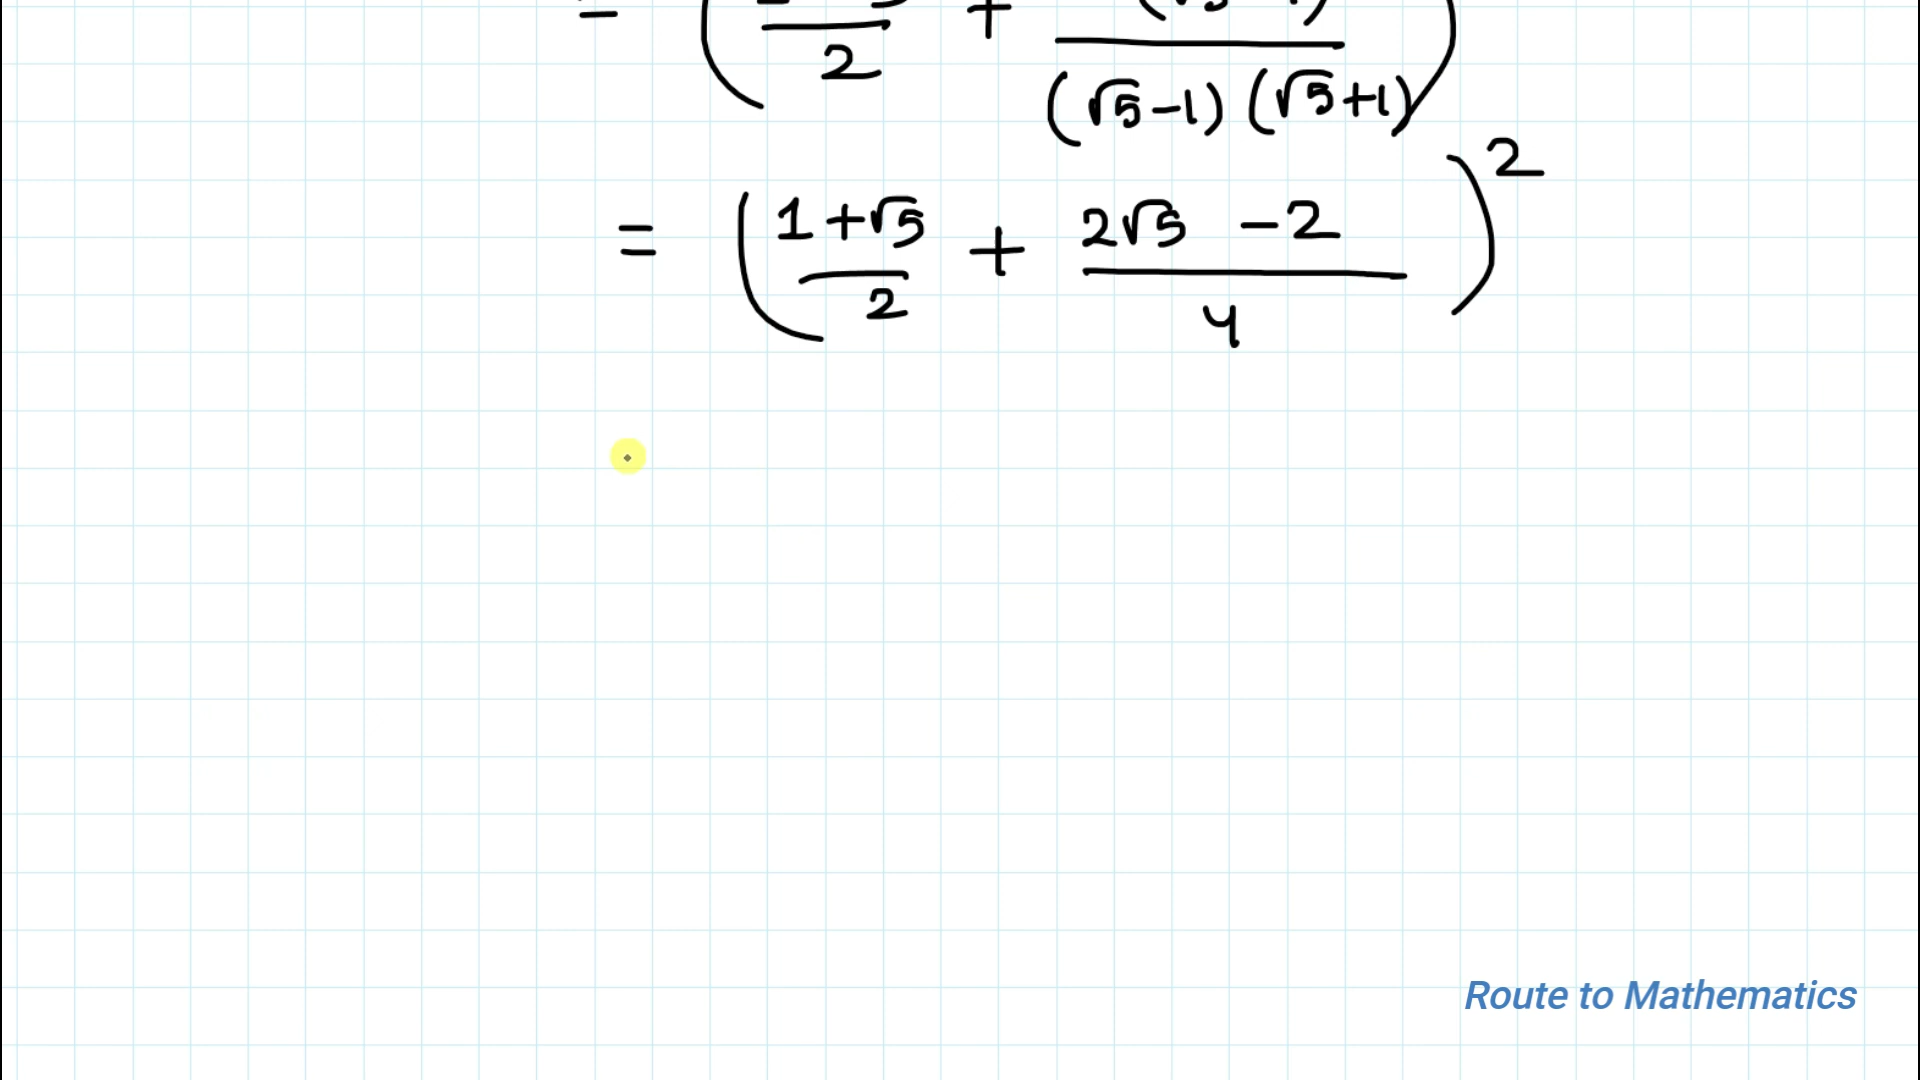 = ( / 2 + / (√5-1)(√5+1) )
= ( 1+√5 / 2 + 2√5 -2 / 4 )²
Route to Mathematics